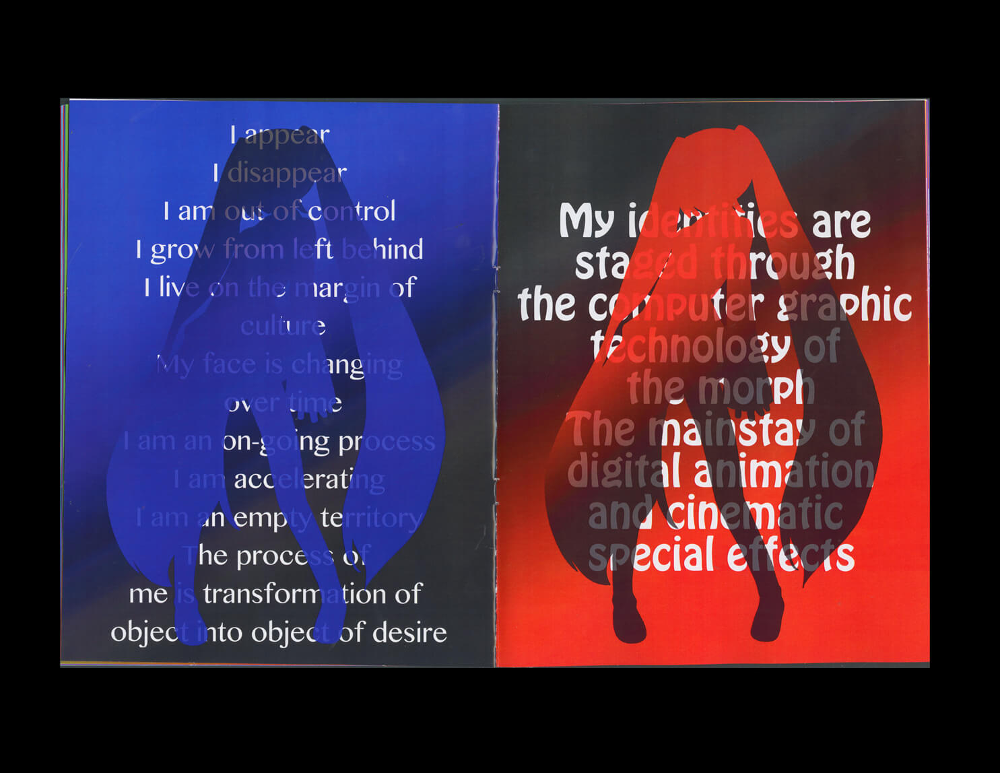 I appear
I disappear
I am out of control
I grow from left behind
I live on the margin of
culture
My face is changing
over time
I am an on-going process
I am accelerating
I am an empty territory
The process of
me is transformation of
object into object of desire
My identities are
staged through
the computer graphic
technology of
the morph
The mainstay of
digital animation
and cinematic
special effects